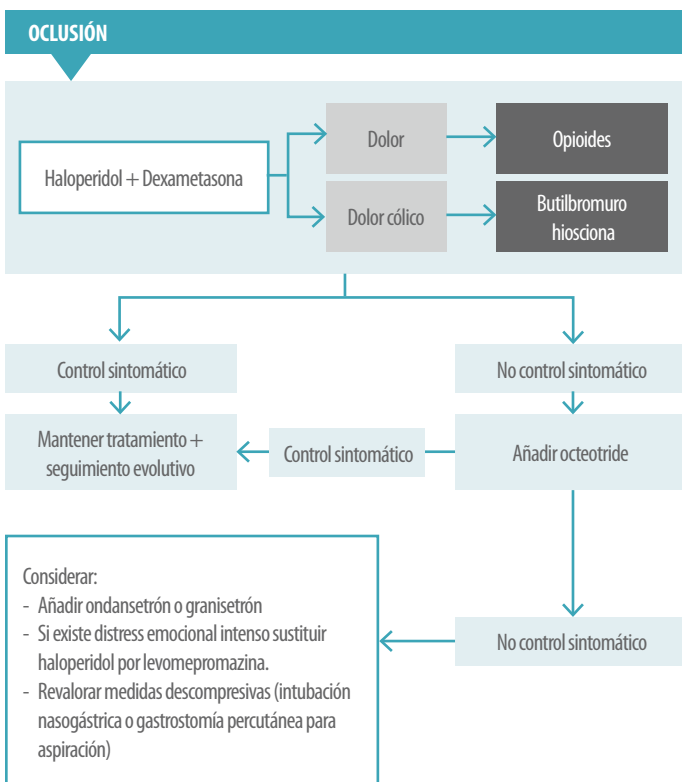 OCLUSIÓN
Haloperidol + Dexametasona
Dolor
Opioides
Dolor cólico
Butilbromuro
hiosciona
Control sintomático
No control sintomático
Mantener tratamiento +
seguimiento evolutivo
Control sintomático
Añadir octeotride
Considerar:
- Añadir ondansetrón o granisetrón
- Si existe distress emocional intenso sustituir
haloperidol por levomepromazina.
- Revalorar medidas descompresivas (intubación
nasogástrica o gastrostomía percutánea para
aspiración)
No control sintomático